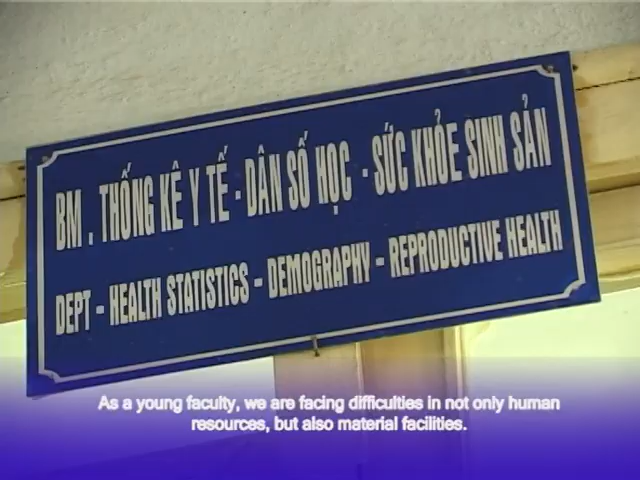 BM . THỐNG KÊ Y TẾ - DÂN SỐ HỌC - SỨC KHỎE SINH SẢN
DEPT - HEALTH STATISTICS - DEMOGRAPHY - REPRODUCTIVE HEALTH
As a young faculty, we are facing difficulties in not only human
resources, but also material facilities.